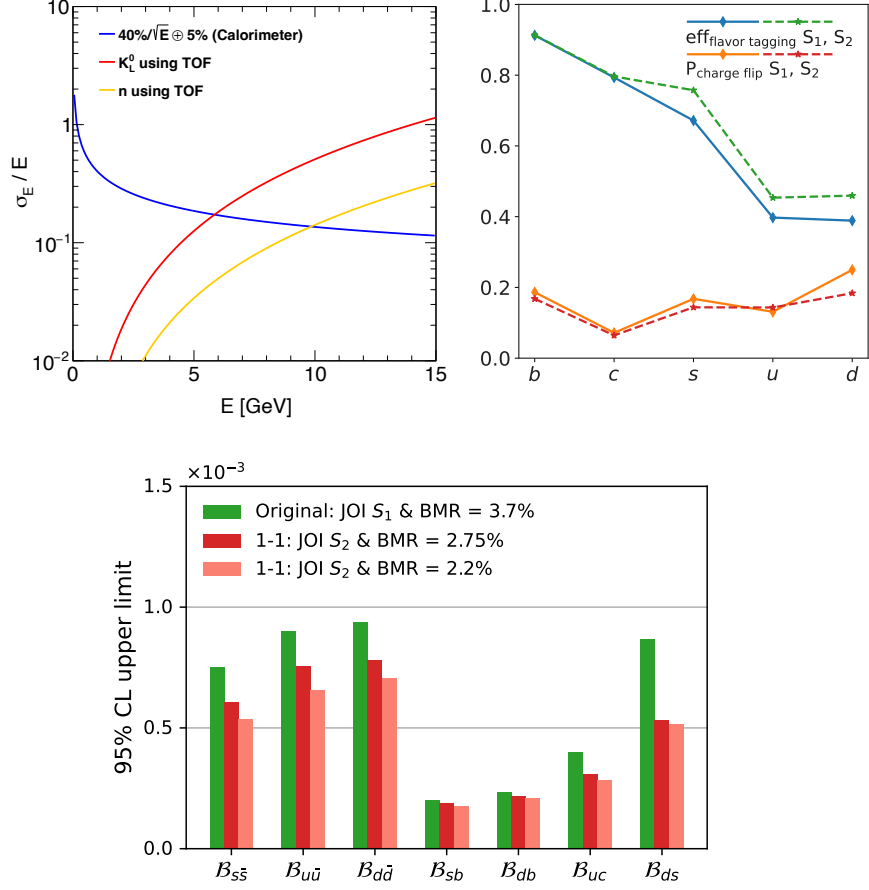 10
1
10⁻¹
10⁻²
σ_E / E
40%/√E ⊕ 5% (Calorimeter)
K⁰_L using TOF
n using TOF
0 5 10 15
E [GeV]
1.0
0.8
0.6
0.4
0.2
0.0
eff_flavor tagging S₁, S₂
P_charge flip S₁, S₂
b c s u d
×10⁻³
1.5
1.0
0.5
0.0
95% CL upper limit
Original: JOI S₁ & BMR = 3.7%
1-1: JOI S₂ & BMR = 2.75%
1-1: JOI S₂ & BMR = 2.2%
ℬ_ss̄ ℬ_uū ℬ_dd̄ ℬ_sb ℬ_db ℬ_uc ℬ_ds